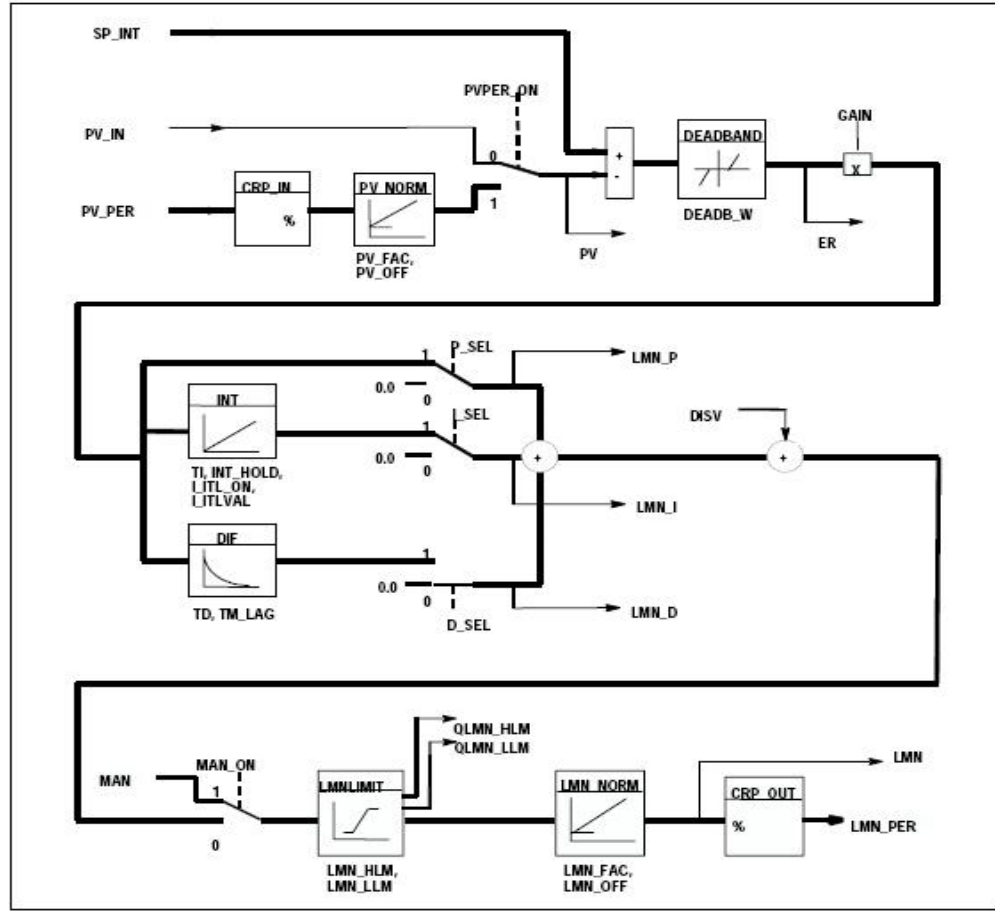 SP_INT
PVPER_ON
GAIN
PV_IN
0
+
-
DEADBAND
X
CRP_IN
PV_NORM
PV_PER
%
1
DEADB_W
ER
PV
PV_FAC,
PV_OFF
P_SEL
1
LMN_P
0.0
0
INT
I_SEL
DISV
1
0.0
0
+
+
TI, INT_HOLD,
I_ITL_ON,
I_ITLVAL
LMN_I
DIF
1
0.0
0
LMN_D
TD, TM_LAG
D_SEL
QLMN_HLM
QLMN_LLM
MAN_ON
LMN
MAN
1
LMNLIMIT
LMN_NORM
CRP_OUT
%
LMN_PER
0
LMN_HLM,
LMN_LLM
LMN_FAC,
LMN_OFF